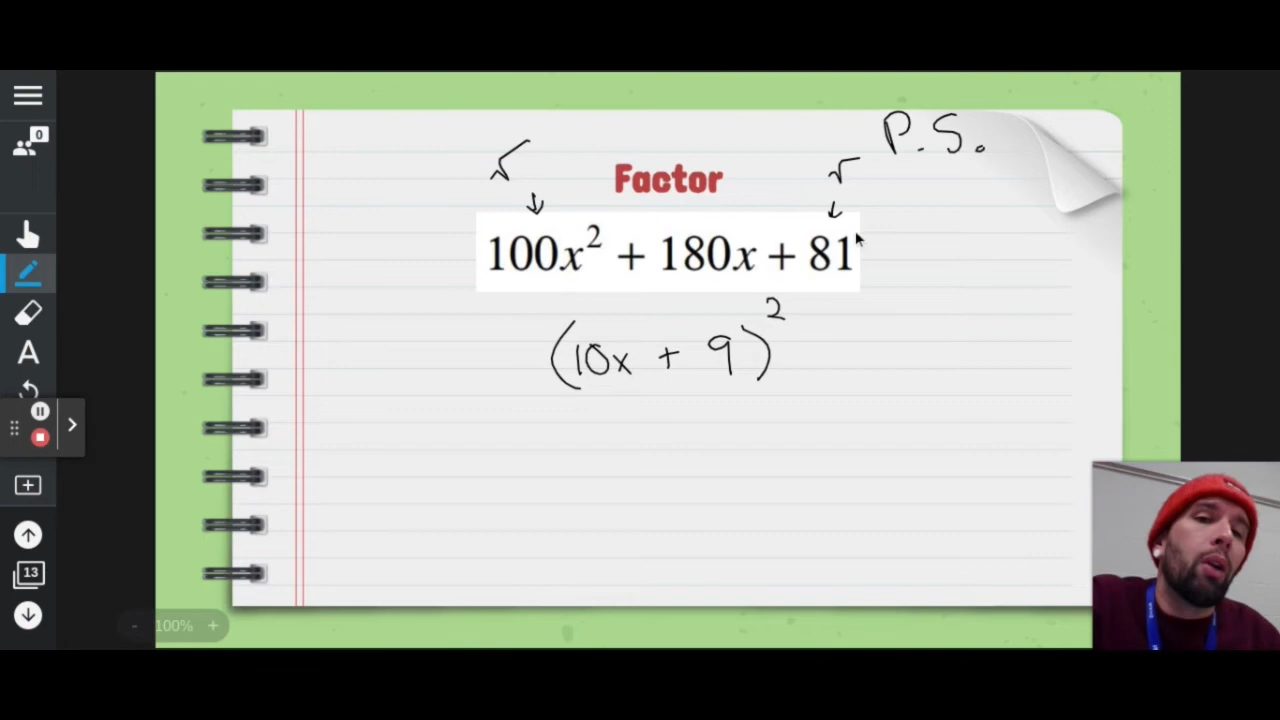 0
P.S.
√ √
Factor
100x² + 180x + 81
(10x + 9)²
A
13
- 100% +